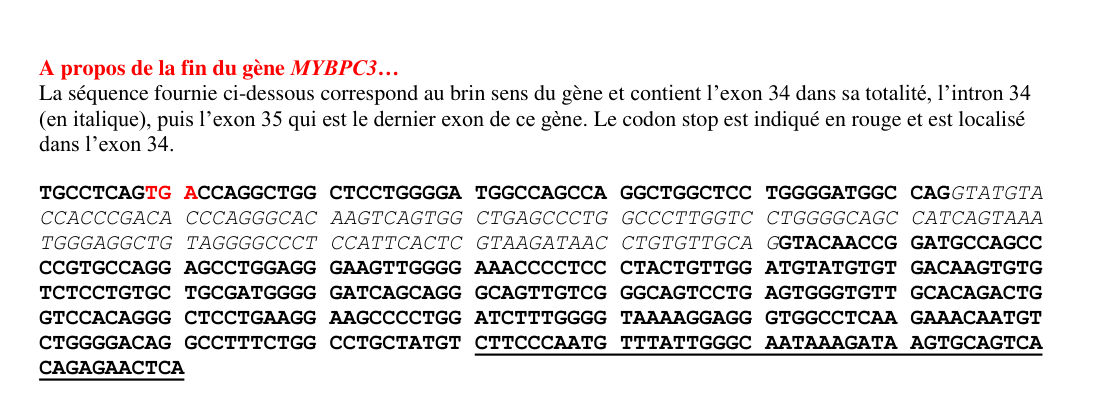 A propos de la fin du gène MYBPC3…
La séquence fournie ci-dessous correspond au brin sens du gène et contient l’exon 34 dans sa totalité, l’intron 34
(en italique), puis l’exon 35 qui est le dernier exon de ce gène. Le codon stop est indiqué en rouge et est localisé
dans l’exon 34.
TGCCTCAGTG ACCAGGCTGG CTCCTGGGGA TGGCCAGCCA GGCTGGCTCC TGGGGATGGC CAGGTATGTA
CCACCCGACA CCCAGGGCAC AAGTCAGTGG CTGAGCCCTG GCCCTTGGTC CTGGGGCAGC CATCAGTAAA
TGGGAGGCTG TAGGGGCCCT CCATTCACTC GTAAGATAAC CTGTGTTGCA GGTACAACCG GATGCCAGCC
CCGTGCCAGG AGCCTGGAGG GAAGTTGGGG AAACCCCTCC CTACTGTTGG ATGTATGTGT GACAAGTGTG
TCTCCTGTGC TGCGATGGGG GATCAGCAGG GCAGTTGTCG GGCAGTCCTG AGTGGGTGTT GCACAGACTG
GTCCACAGGG CTCCTGAAGG AAGCCCCTGG ATCTTTGGGG TAAAAGGAGG GTGGCCTCAA GAAACAATGT
CTGGGGACAG GCCTTTCTGG CCTGCTATGT CTTCCCAATG TTTATTGGGC AATAAAGATA AGTGCAGTCA
CAGAGAACTCA